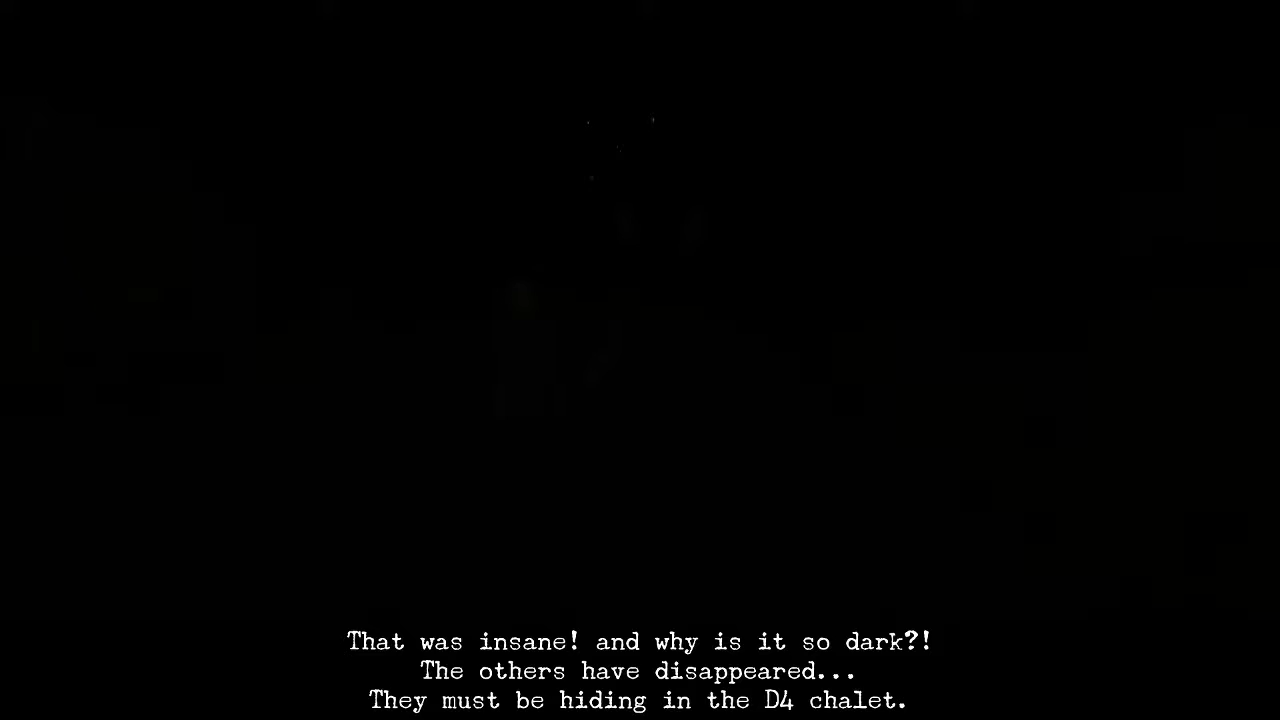 That was insane! and why is it so dark?!
The others have disappeared...
They must be hiding in the D4 chalet.